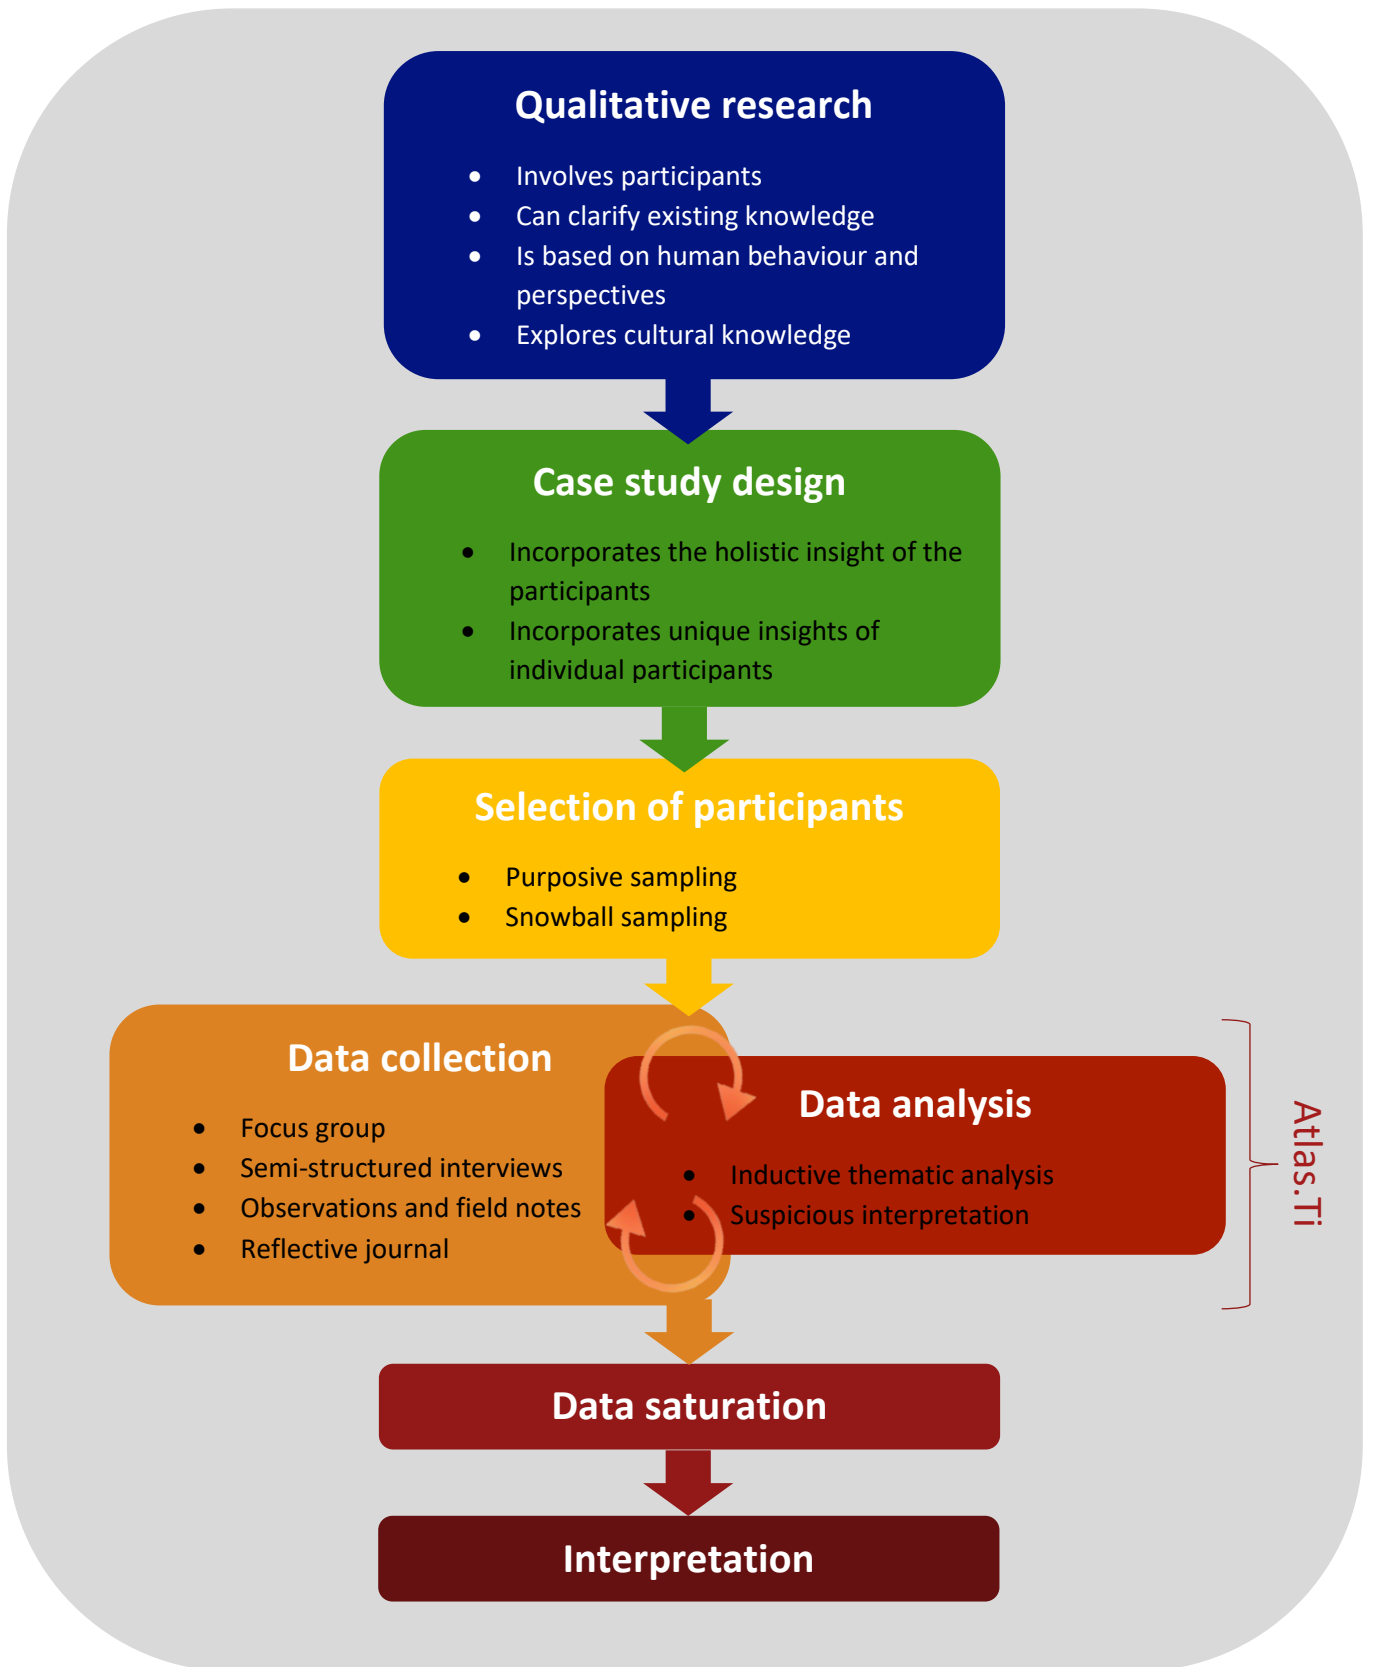 Qualitative research
• Involves participants
• Can clarify existing knowledge
• Is based on human behaviour and
perspectives
• Explores cultural knowledge
Case study design
• Incorporates the holistic insight of the
participants
• Incorporates unique insights of
individual participants
Selection of participants
• Purposive sampling
• Snowball sampling
Data collection
• Focus group
• Semi-structured interviews
• Observations and field notes
• Reflective journal
Data analysis
• Inductive thematic analysis
• Suspicious interpretation
Atlas.Ti
Data saturation
Interpretation